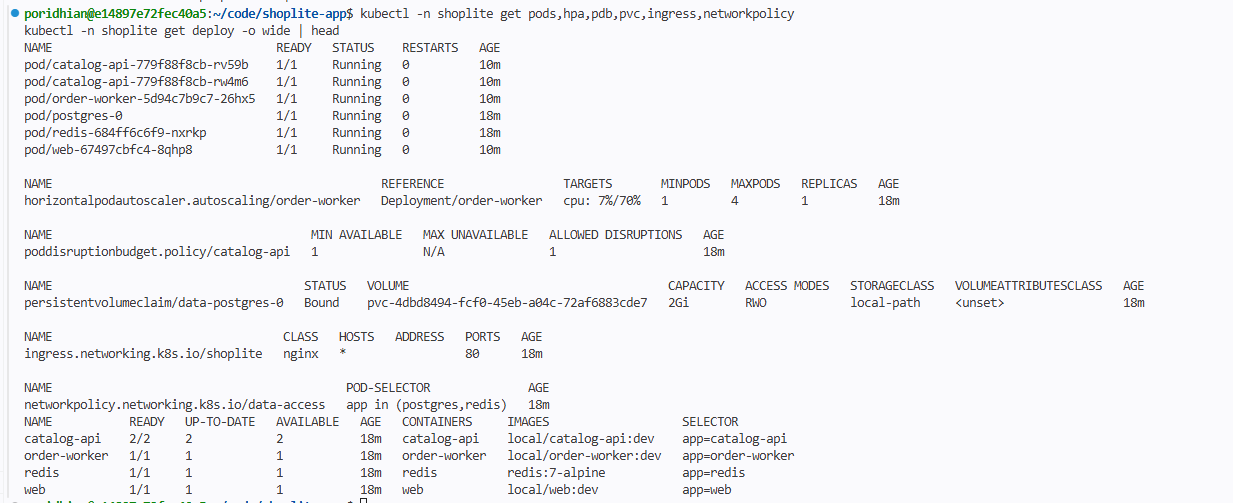 poridhian@e14897e72fec40a5:~/code/shoplite-app$ kubectl -n shoplite get pods,hpa,pdb,pvc,ingress,networkpolicy
kubectl -n shoplite get deploy -o wide | head
NAME READY STATUS RESTARTS AGE
pod/catalog-api-779f88f8cb-rv59b 1/1 Running 0 10m
pod/catalog-api-779f88f8cb-rw4m6 1/1 Running 0 10m
pod/order-worker-5d94c7b9c7-26hx5 1/1 Running 0 10m
pod/postgres-0 1/1 Running 0 18m
pod/redis-684ff6c6f9-nxrkp 1/1 Running 0 18m
pod/web-67497cbfc4-8qhp8 1/1 Running 0 10m
NAME REFERENCE TARGETS MINPODS MAXPODS REPLICAS AGE
horizontalpodautoscaler.autoscaling/order-worker Deployment/order-worker cpu: 7%/70% 1 4 1 18m
NAME MIN AVAILABLE MAX UNAVAILABLE ALLOWED DISRUPTIONS AGE
poddisruptionbudget.policy/catalog-api 1 N/A 1 18m
NAME STATUS VOLUME CAPACITY ACCESS MODES STORAGECLASS VOLUMEATTRIBUTESCLASS AGE
persistentvolumeclaim/data-postgres-0 Bound pvc-4dbd8494-fcf0-45eb-a04c-72af6883cde7 2Gi RWO local-path <unset> 18m
NAME CLASS HOSTS ADDRESS PORTS AGE
ingress.networking.k8s.io/shoplite nginx * 80 18m
NAME POD-SELECTOR AGE
networkpolicy.networking.k8s.io/data-access app in (postgres,redis) 18m
NAME READY UP-TO-DATE AVAILABLE AGE CONTAINERS IMAGES SELECTOR
catalog-api 2/2 2 2 18m catalog-api local/catalog-api:dev app=catalog-api
order-worker 1/1 1 1 18m order-worker local/order-worker:dev app=order-worker
redis 1/1 1 1 18m redis redis:7-alpine app=redis
web 1/1 1 1 18m web local/web:dev app=web